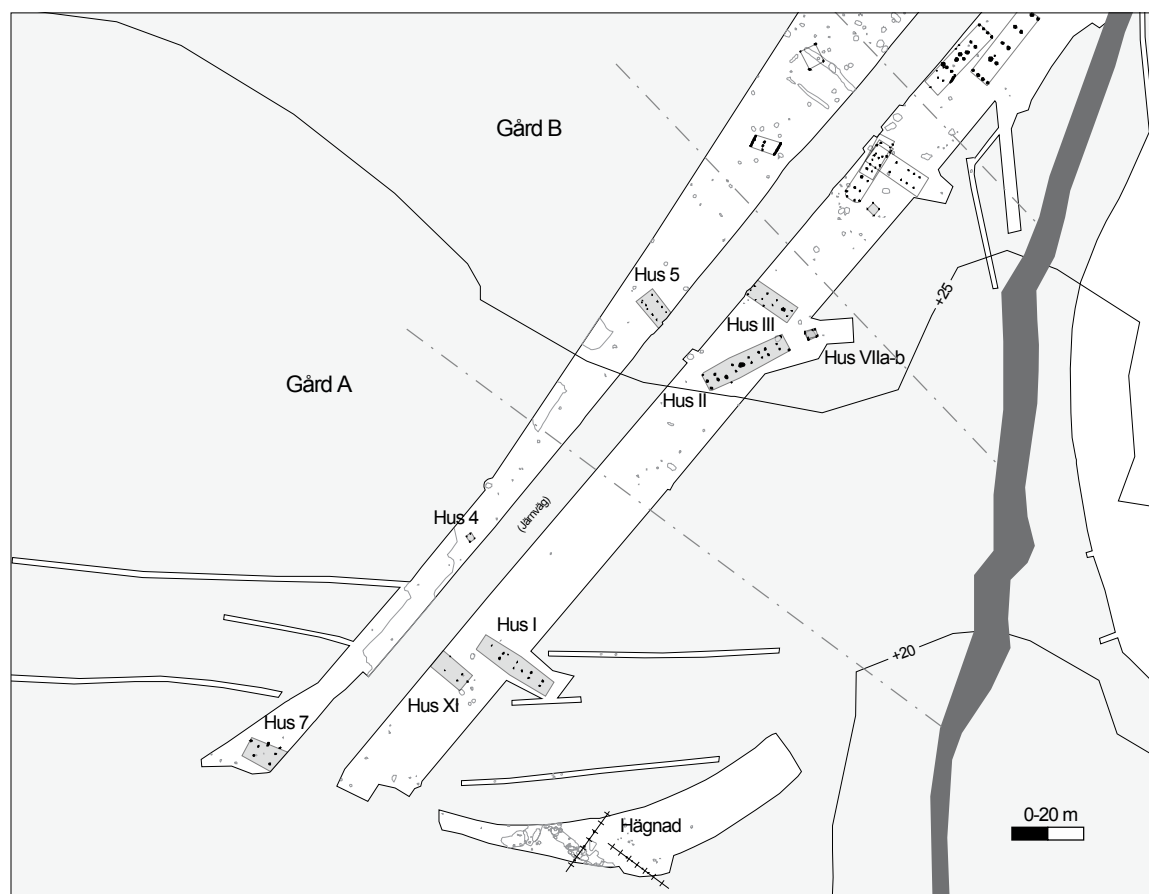 Gård B
Hus 5
+25
Hus III
Hus VIIa-b
Gård A
Hus II
Hus 4
(Järnväg)
Hus I
+20
Hus XI
Hus 7
0-20 m
Hägnad